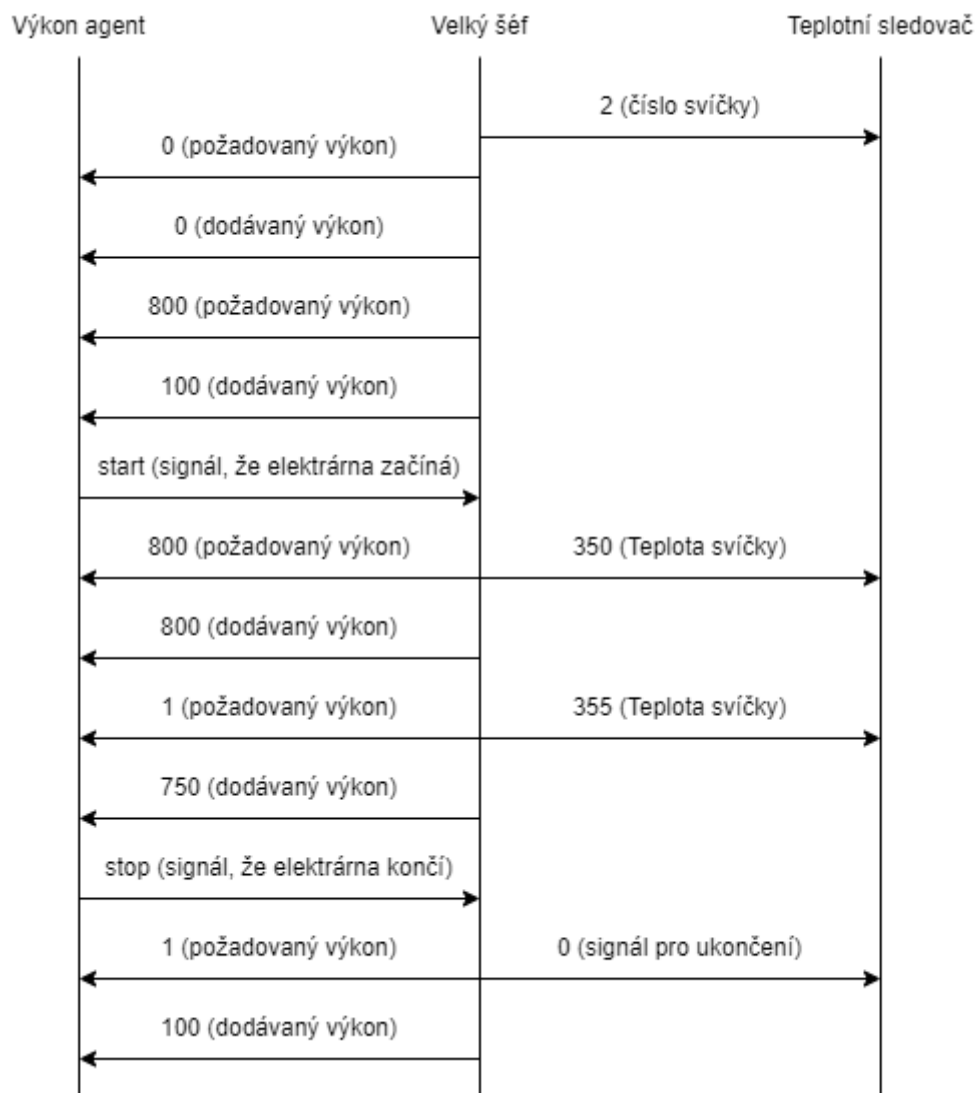 Výkon agent
Velký šéf
Teplotní sledovač
2 (číslo svíčky)
0 (požadovaný výkon)
0 (dodávaný výkon)
800 (požadovaný výkon)
100 (dodávaný výkon)
start (signál, že elektrárna začíná)
800 (požadovaný výkon)
350 (Teplota svíčky)
800 (dodávaný výkon)
1 (požadovaný výkon)
355 (Teplota svíčky)
750 (dodávaný výkon)
stop (signál, že elektrárna končí)
1 (požadovaný výkon)
0 (signál pro ukončení)
100 (dodávaný výkon)